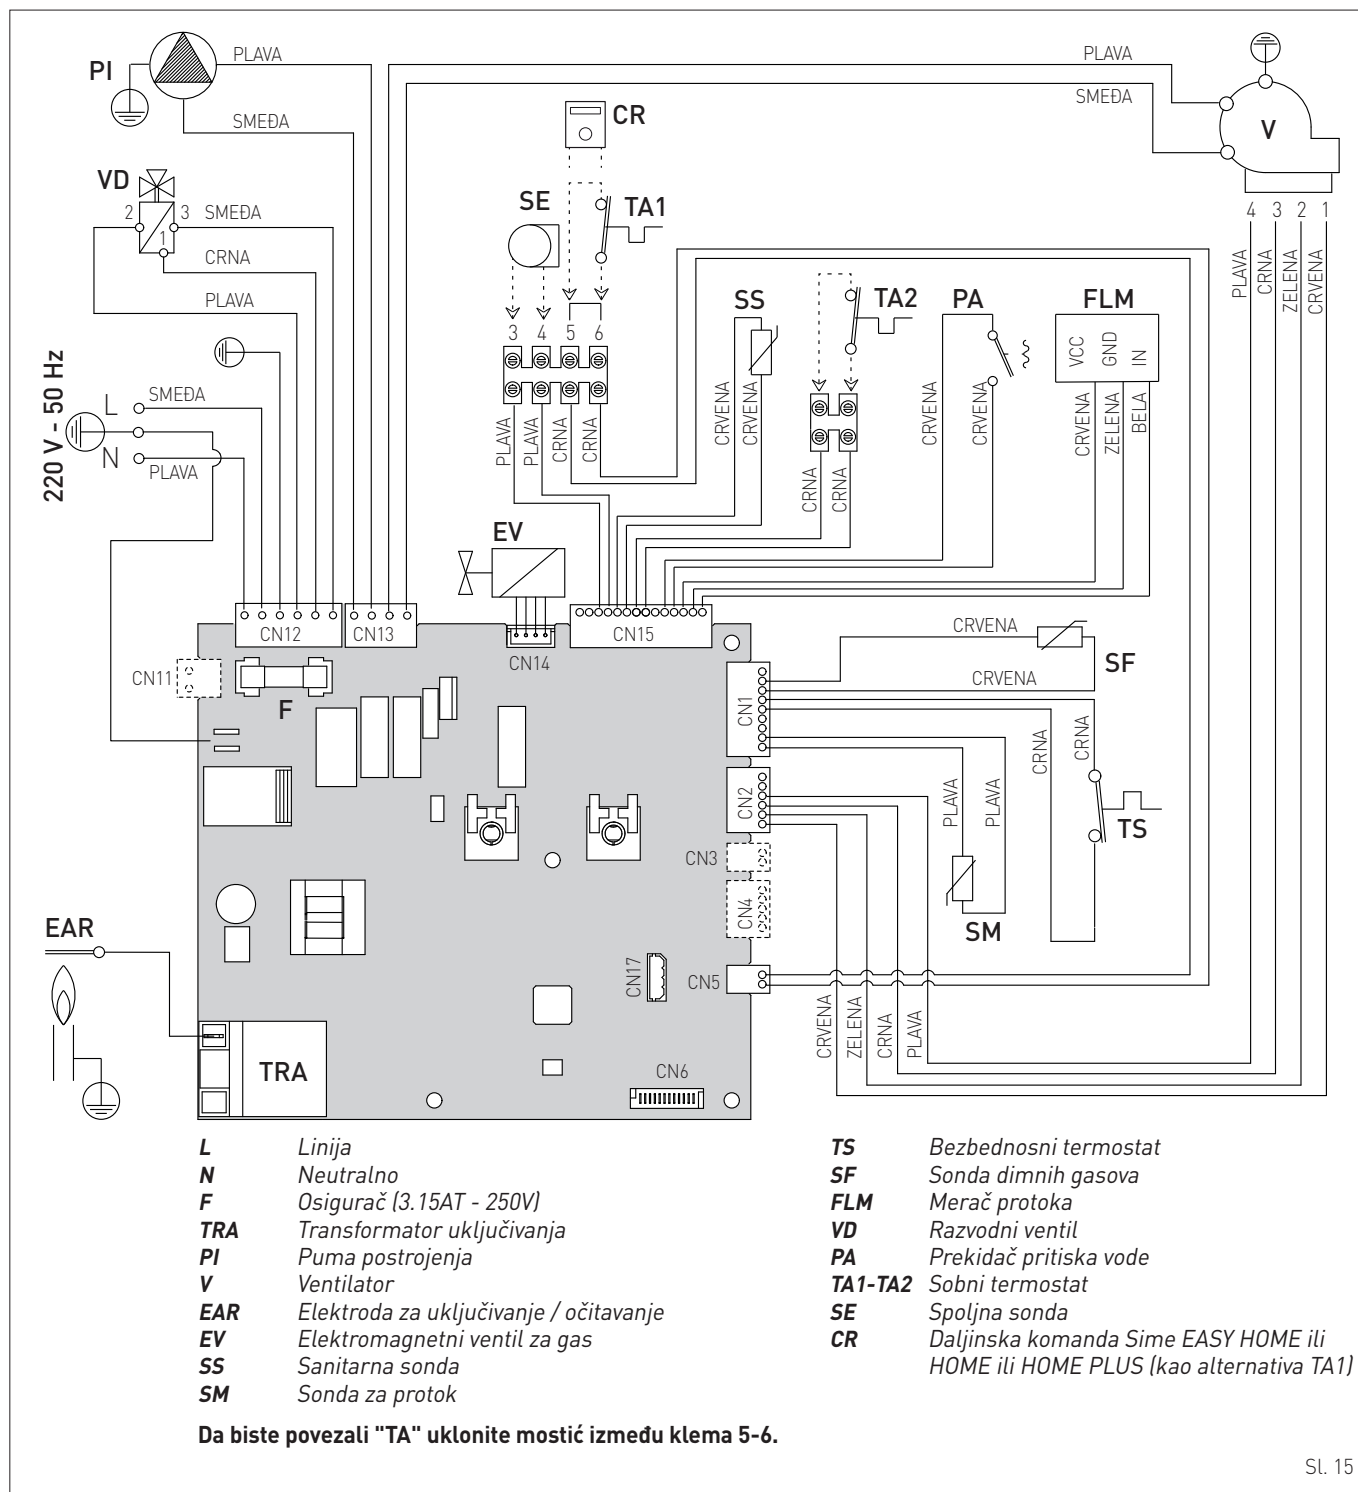 PI
PLAVA
SMEĐA
VD
2
3
1
SMEĐA
CRNA
PLAVA
220 V - 50 Hz
L
SMEĐA
N
PLAVA
CR
SE
TA1
3
4
5
6
PLAVA
PLAVA
CRNA
CRNA
SS
CRVENA
CRVENA
TA2
CRNA
CRNA
PA
CRVENA
CRVENA
FLM
VCC
GND
IN
CRVENA
ZELENA
BELA
PLAVA
SMEĐA
V
4
3
2
1
PLAVA
CRNA
ZELENA
CRVENA
EV
CN12
CN13
CN14
CN15
CN11
F
CN1
CRVENA
SF
CRVENA
CRNA
CRNA
TS
PLAVA
PLAVA
SM
CN2
CN3
CN4
CN17
CN5
CRVENA
ZELENA
CRNA
PLAVA
EAR
TRA
CN6
L Linija
N Neutralno
F Osigurač (3.15AT - 250V)
TRA Transformator uključivanja
PI Puma postrojenja
V Ventilator
EAR Elektroda za uključivanje / očitavanje
EV Elektromagnetni ventil za gas
SS Sanitarna sonda
SM Sonda za protok
TS Bezbednosni termostat
SF Sonda dimnih gasova
FLM Merač protoka
VD Razvodni ventil
PA Prekidač pritiska vode
TA1-TA2 Sobni termostat
SE Spoljna sonda
CR Daljinska komanda Sime EASY HOME ili
HOME ili HOME PLUS (kao alternativa TA1)
Da biste povezali "TA" uklonite mostić između klema 5-6.
Sl. 15